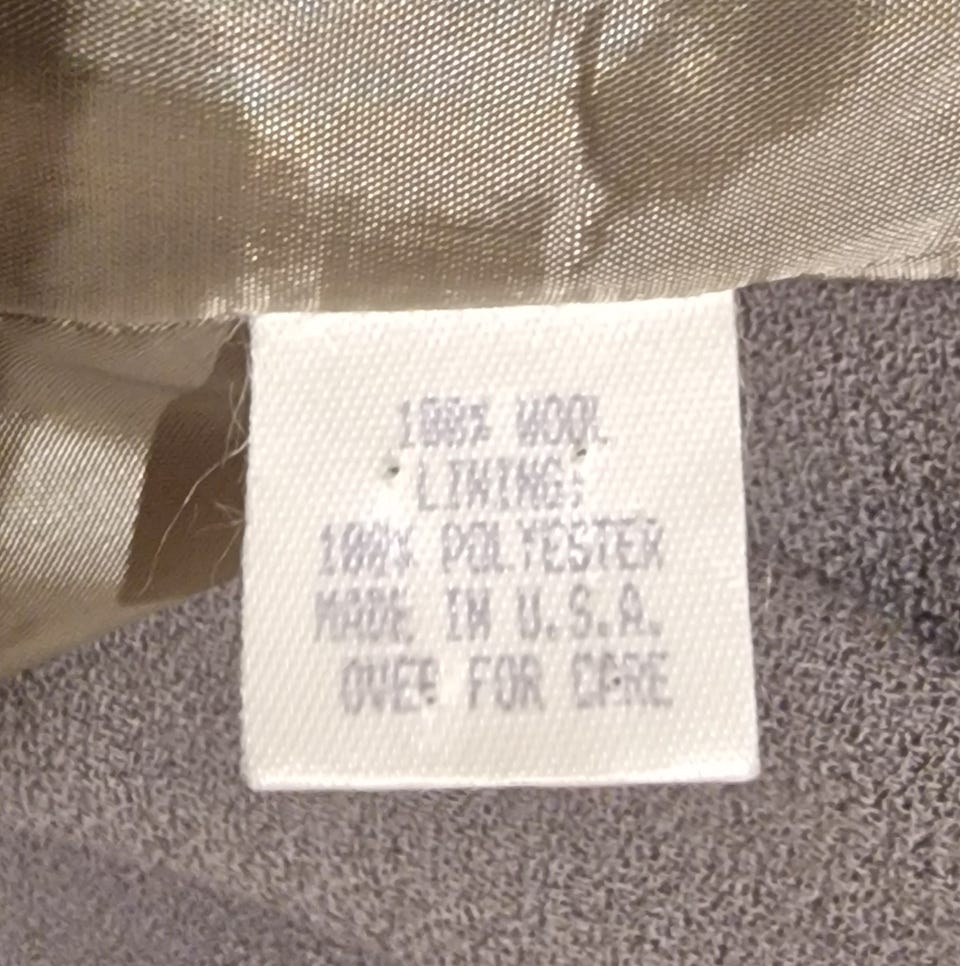 100% WOOL
LINING:
100% POLYESTER
MADE IN U.S.A.
OVER FOR CARE